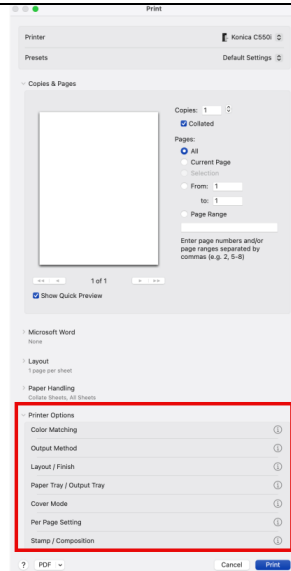 Print
Printer Konica C550i
Presets Default Settings
Copies & Pages
Copies: 1
Collated
Pages:
All
Current Page
Selection
From: 1
to: 1
Page Range
Enter page numbers and/or
page ranges separated by
commas (e.g. 2, 5-8)
1 of 1
Show Quick Preview
Microsoft Word
None
Layout
1 page per sheet
Paper Handling
Collate Sheets, All Sheets
Printer Options
Color Matching
Output Method
Layout / Finish
Paper Tray / Output Tray
Cover Mode
Per Page Setting
Stamp / Composition
? PDF Cancel Print